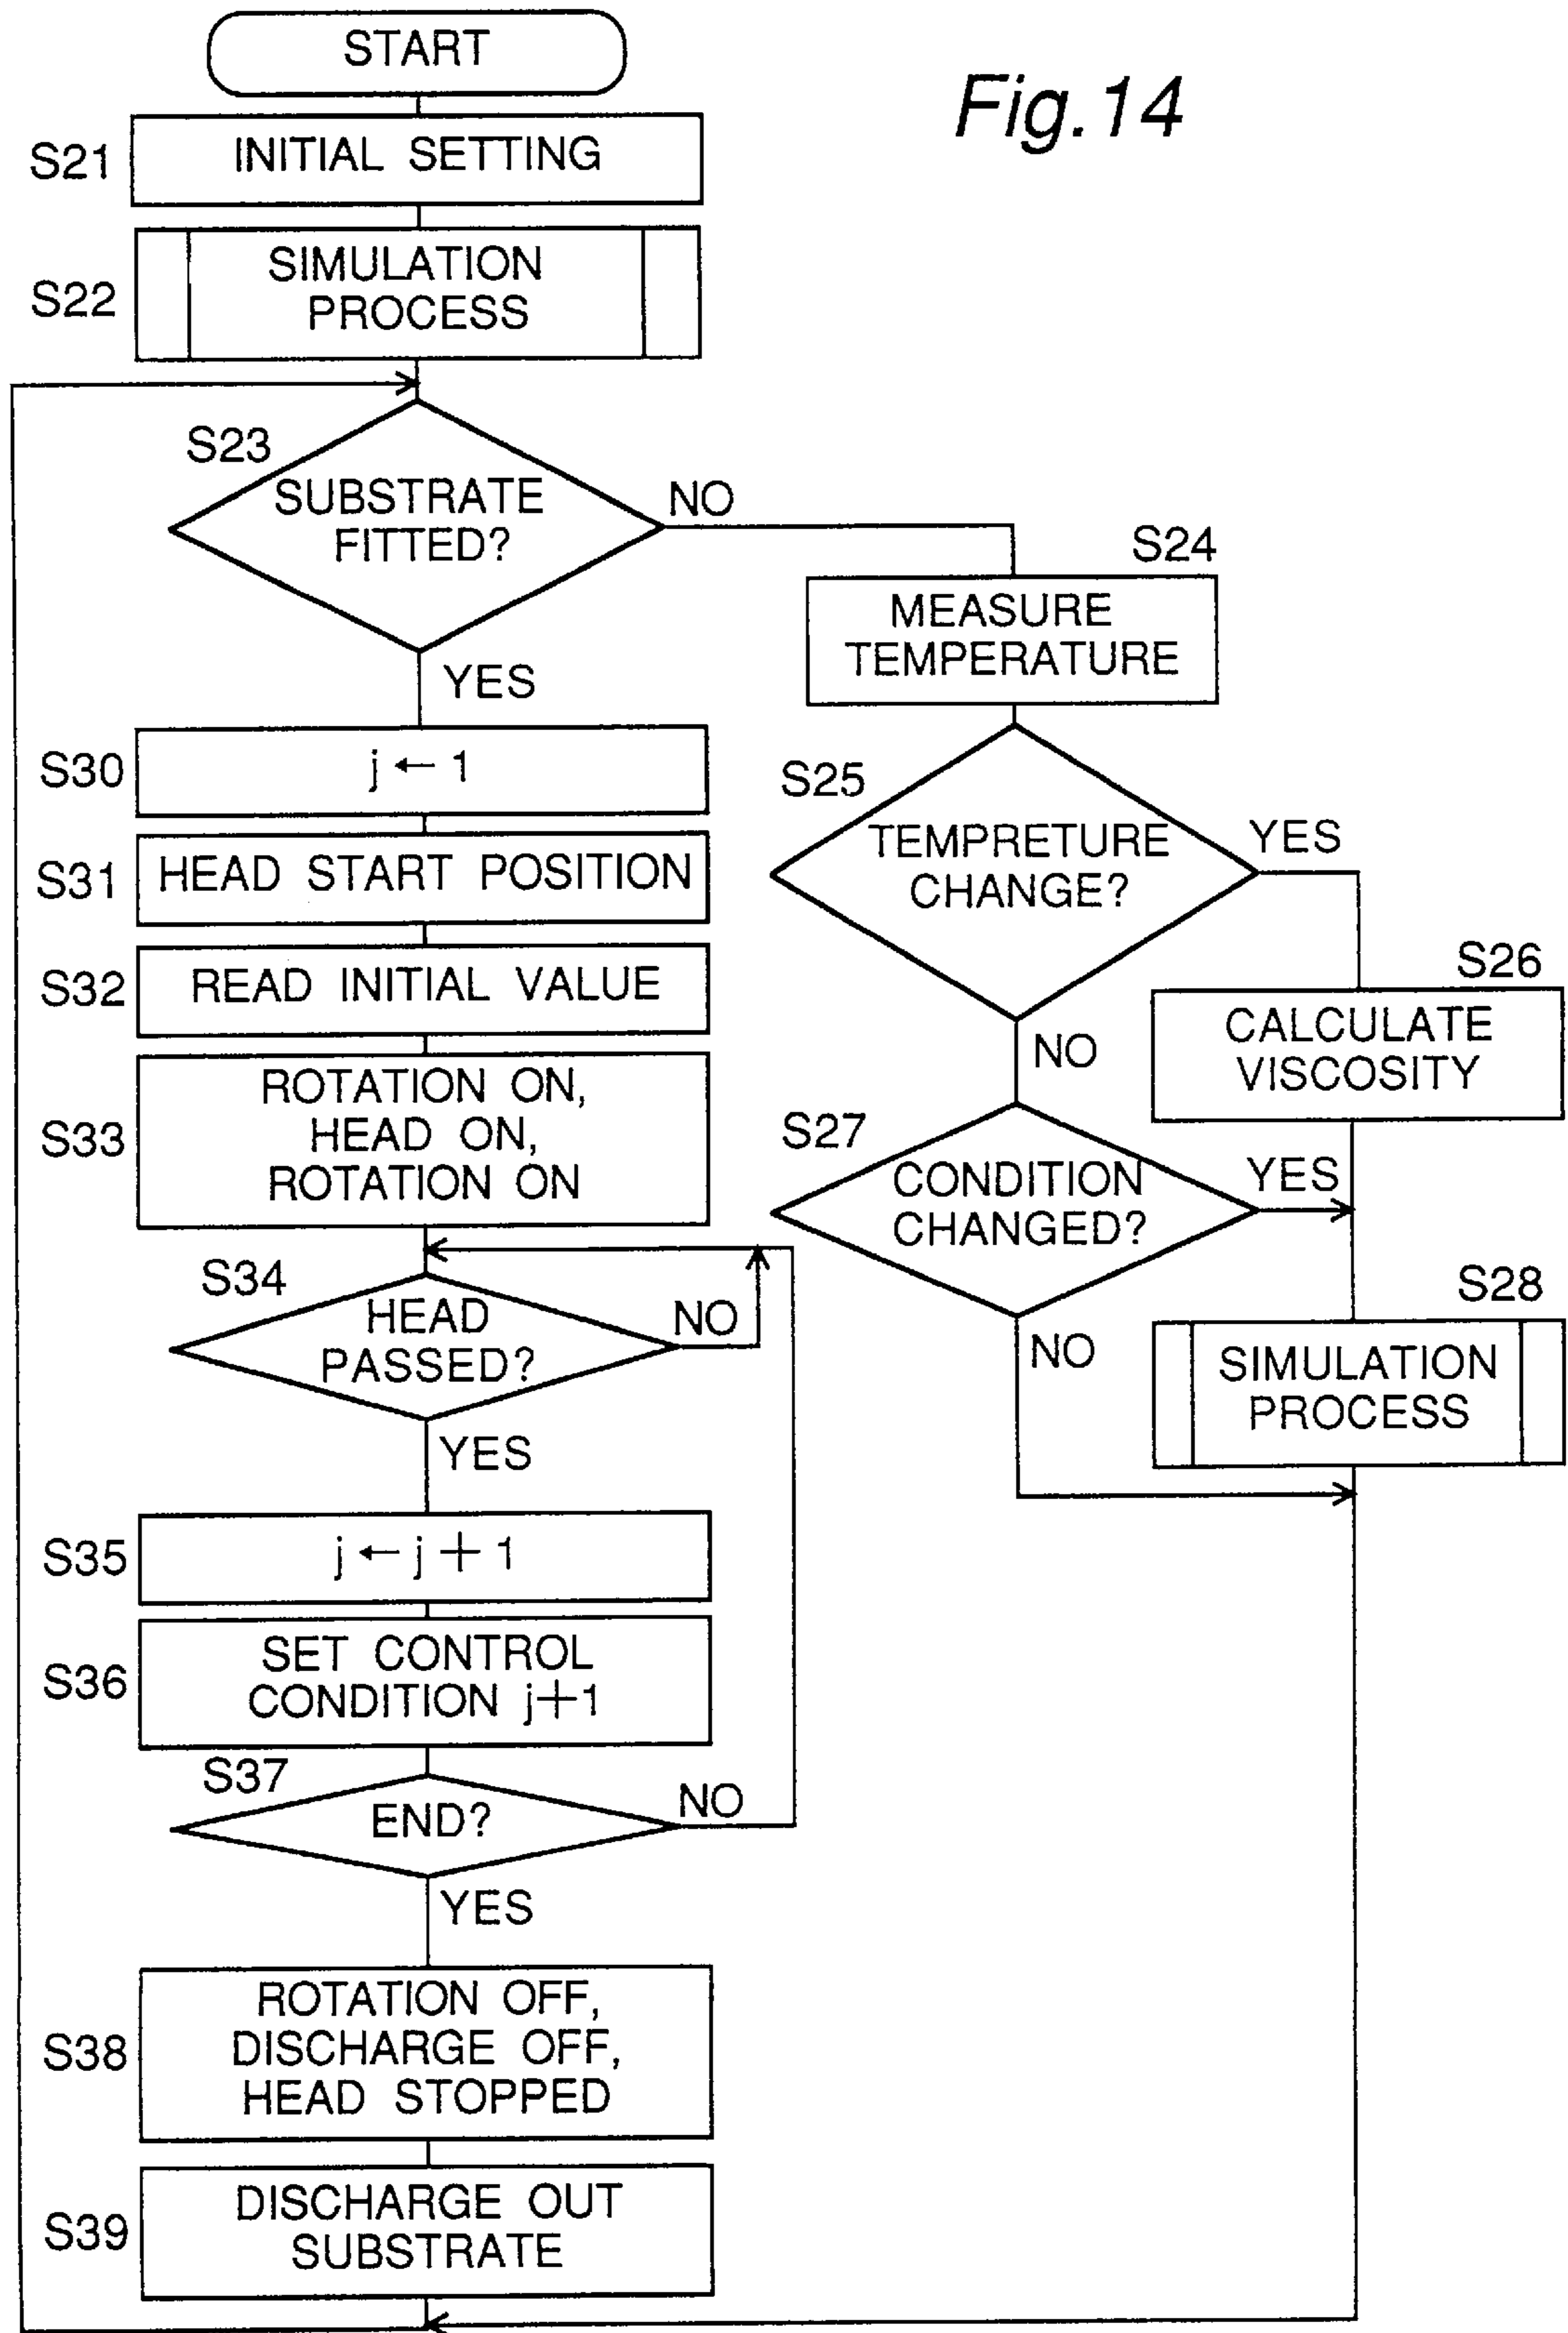 START
Fig.14
S21
INITIAL SETTING
S22
SIMULATION
PROCESS
S23
SUBSTRATE
FITTED?
NO
YES
S24
MEASURE
TEMPERATURE
S25
TEMPRETURE
CHANGE?
YES
NO
S26
CALCULATE
VISCOSITY
S27
CONDITION
CHANGED?
YES
NO
S28
SIMULATION
PROCESS
S30
j ← 1
S31
HEAD START POSITION
S32
READ INITIAL VALUE
S33
ROTATION ON,
HEAD ON,
ROTATION ON
S34
HEAD
PASSED?
NO
YES
S35
j ← j + 1
S36
SET CONTROL
CONDITION j+1
S37
END?
NO
YES
S38
ROTATION OFF,
DISCHARGE OFF,
HEAD STOPPED
S39
DISCHARGE OUT
SUBSTRATE